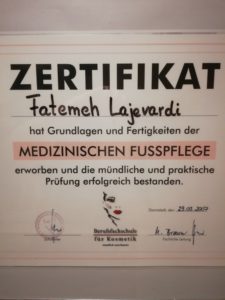 ZERTIFIKAT
Fatemeh Lajevardi
hat Grundlagen und Fertigkeiten der
MEDIZINISCHEN FUSSPFLEGE
erworben und die mündliche und praktische
Prüfung erfolgreich bestanden.
Berufsfachschule
für Kosmetik